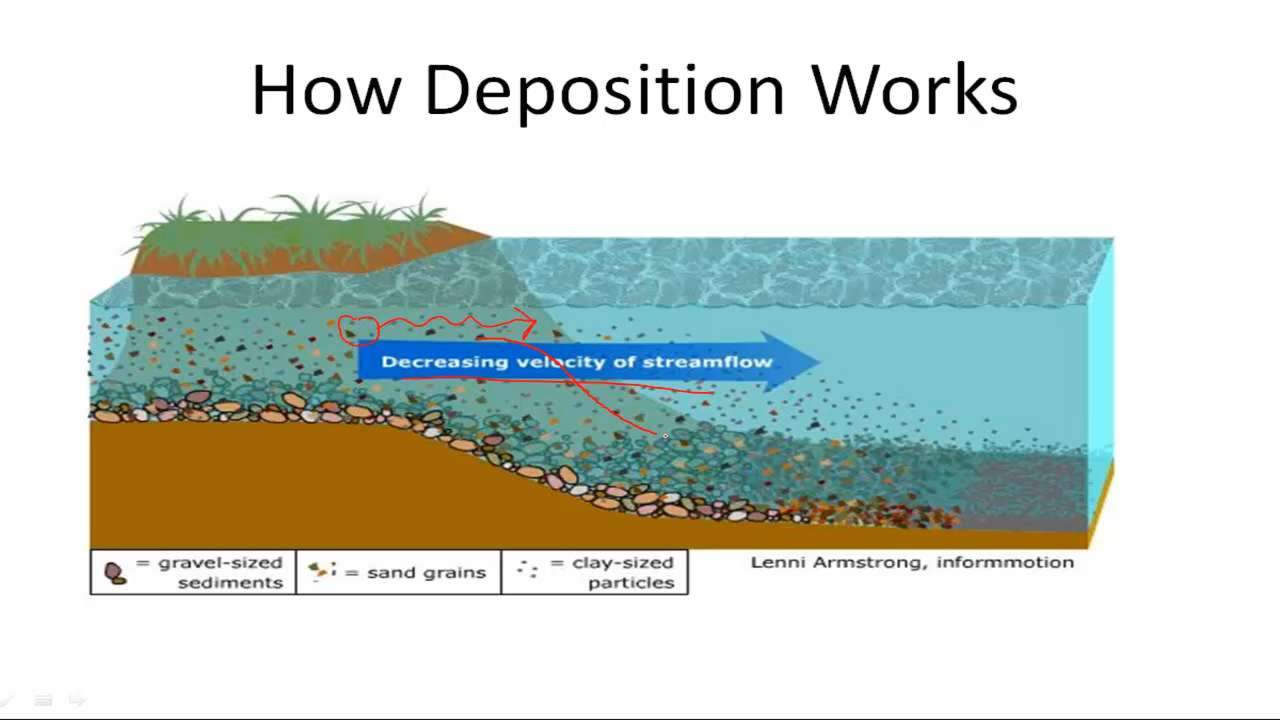 How Deposition Works
Decreasing velocity of streamflow
= gravel-sized sediments
= sand grains
= clay-sized particles
Lenni Armstrong, informmotion